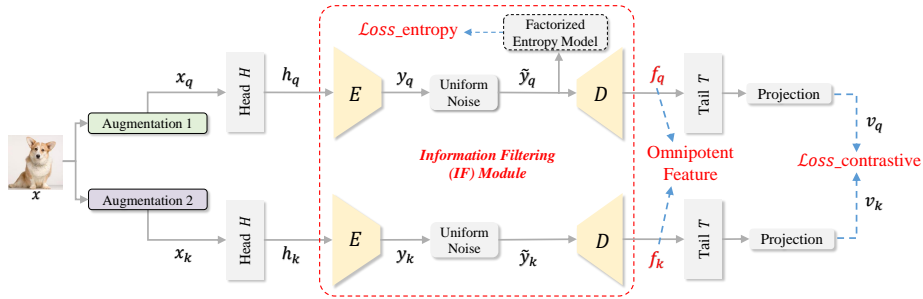 Loss_entropy
Factorized
Entropy Model
x_q
Head H
h_q
E
y_q
Uniform
Noise
ỹ_q
D
f_q
Tail T
Projection
Augmentation 1
v_q
x
Information Filtering
(IF) Module
Omnipotent
Feature
Loss_contrastive
Augmentation 2
v_k
x_k
Head H
h_k
E
y_k
Uniform
Noise
ỹ_k
D
f_k
Tail T
Projection